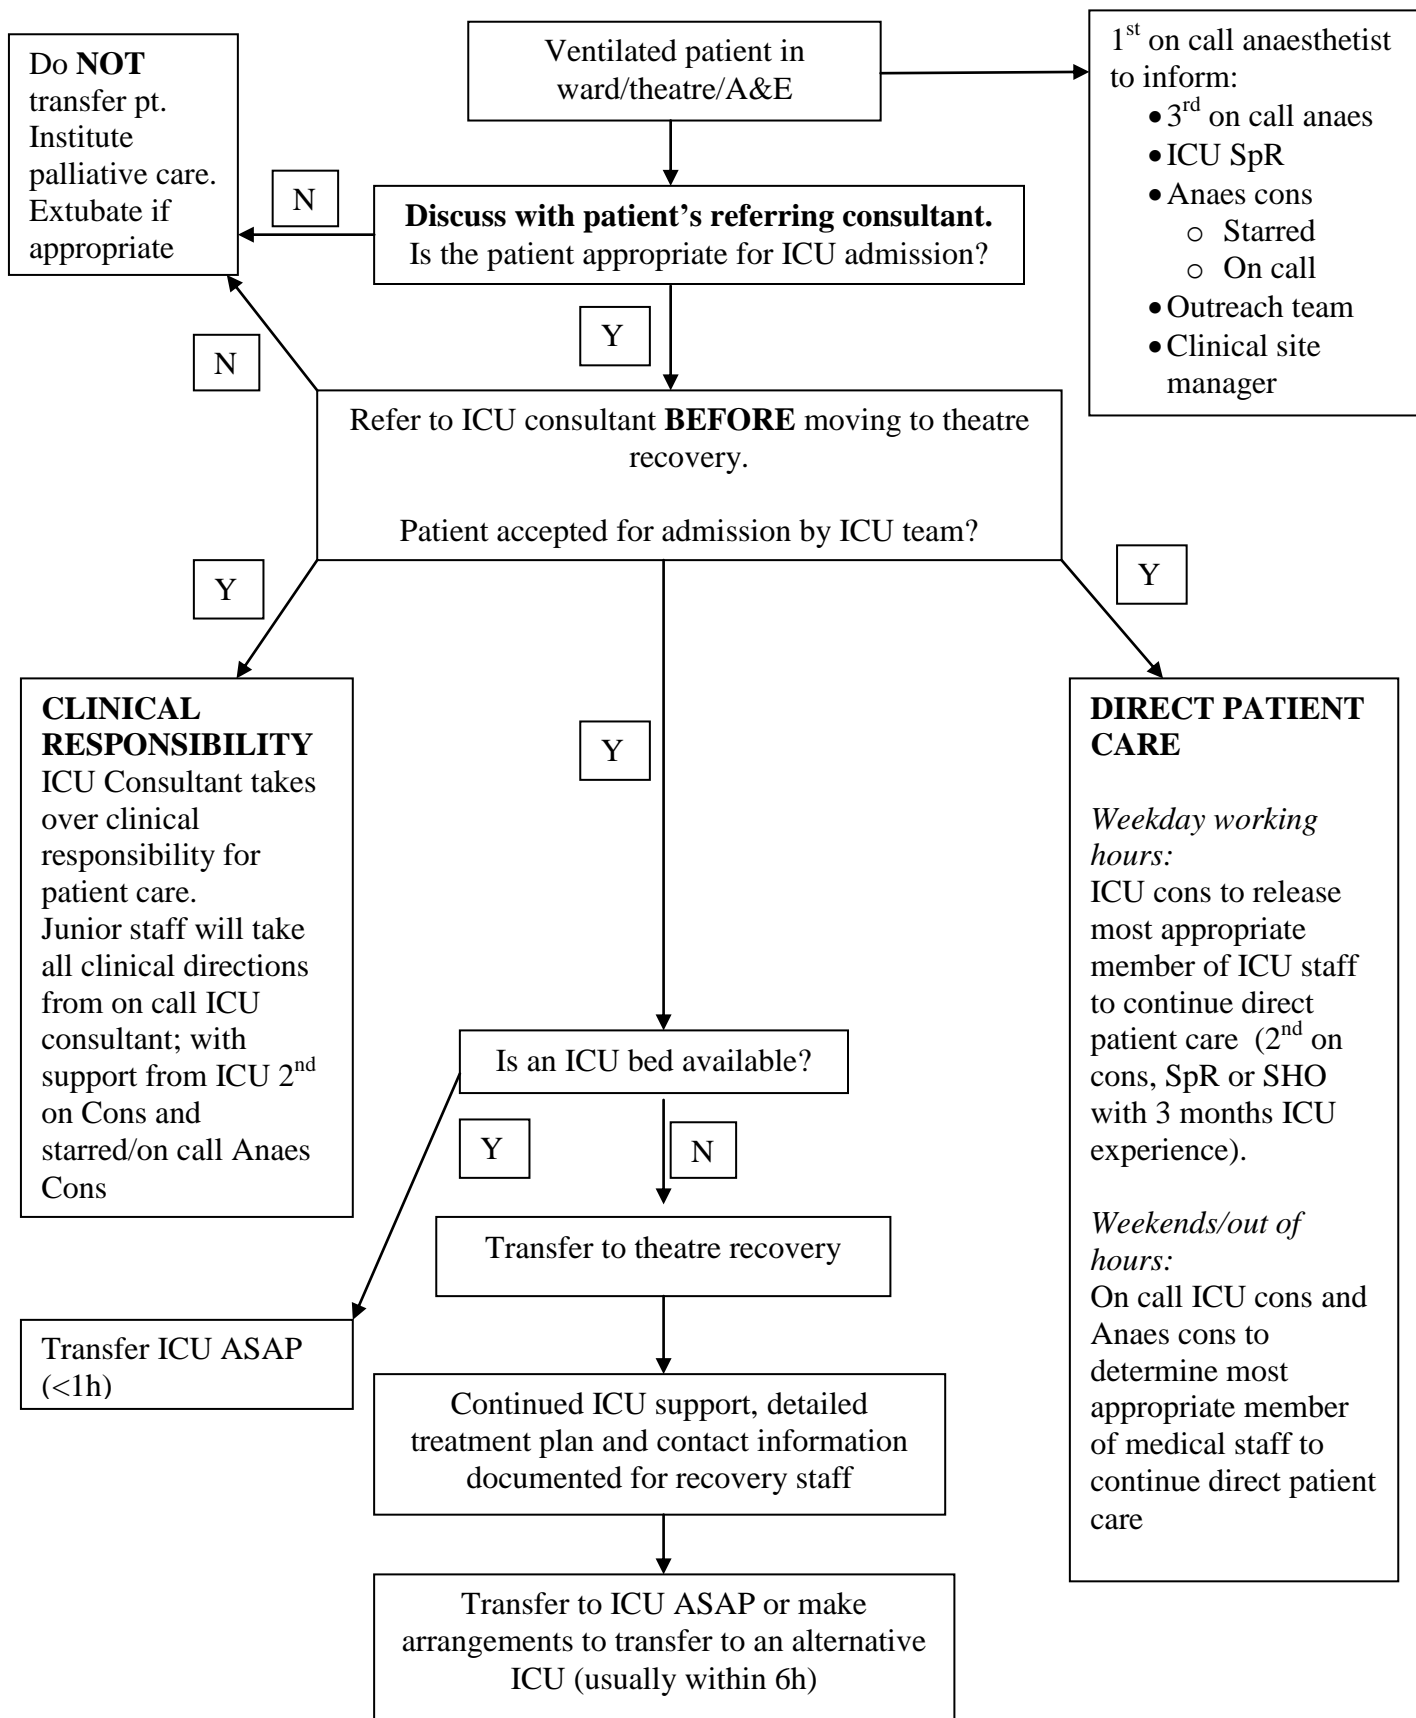 Ventilated patient in
ward/theatre/A&E
1st on call anaesthetist
to inform:
• 3rd on call anaes
• ICU SpR
• Anaes cons
o Starred
o On call
• Outreach team
• Clinical site
manager
Do NOT
transfer pt.
Institute
palliative care.
Extubate if
appropriate
N
Discuss with patient’s referring consultant.
Is the patient appropriate for ICU admission?
Y
N
Refer to ICU consultant BEFORE moving to theatre
recovery.
Patient accepted for admission by ICU team?
Y
Y
Y
CLINICAL
RESPONSIBILITY
ICU Consultant takes
over clinical
responsibility for
patient care.
Junior staff will take
all clinical directions
from on call ICU
consultant; with
support from ICU 2nd
on Cons and
starred/on call Anaes
Cons
DIRECT PATIENT
CARE
Weekday working
hours:
ICU cons to release
most appropriate
member of ICU staff
to continue direct
patient care (2nd on
cons, SpR or SHO
with 3 months ICU
experience).
Weekends/out of
hours:
On call ICU cons and
Anaes cons to
determine most
appropriate member
of medical staff to
continue direct patient
care
Is an ICU bed available?
Y
N
Transfer to theatre recovery
Transfer ICU ASAP
(<1h)
Continued ICU support, detailed
treatment plan and contact information
documented for recovery staff
Transfer to ICU ASAP or make
arrangements to transfer to an alternative
ICU (usually within 6h)